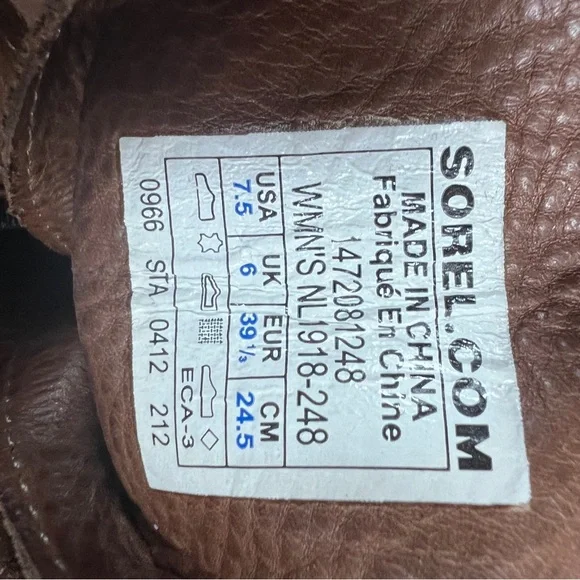 SOREL.COM
MADE IN CHINA
Fabriqué En Chine
1472081248
WMN'S NL1918-248
USA UK EUR CM
7.5 6 39 1/3 24.5
ECA-3
0966 STA 0412 212